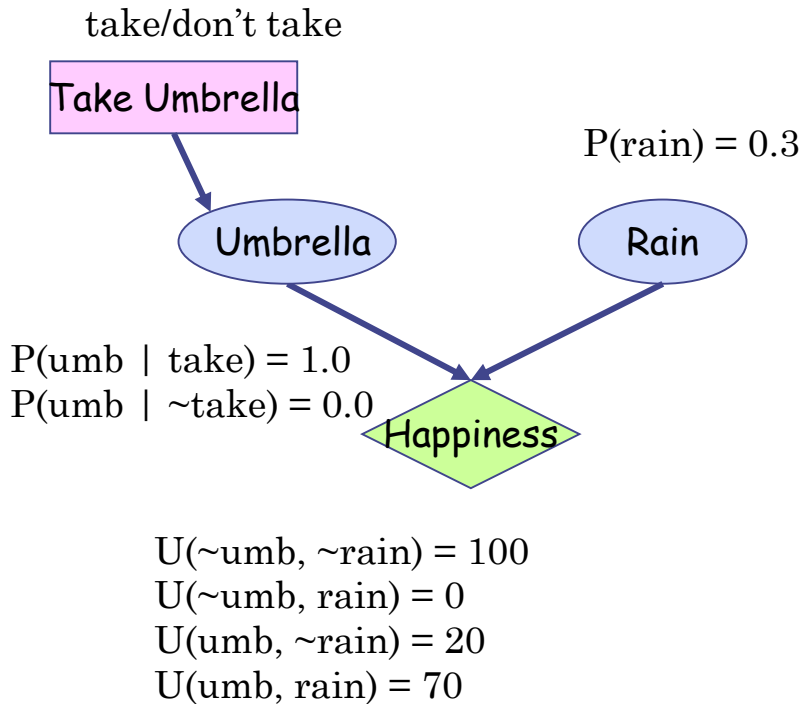 take/don't take
Take Umbrella
P(rain) = 0.3
Umbrella
Rain
P(umb | take) = 1.0
P(umb | ~take) = 0.0
Happiness
U(~umb, ~rain) = 100
U(~umb, rain) = 0
U(umb, ~rain) = 20
U(umb, rain) = 70